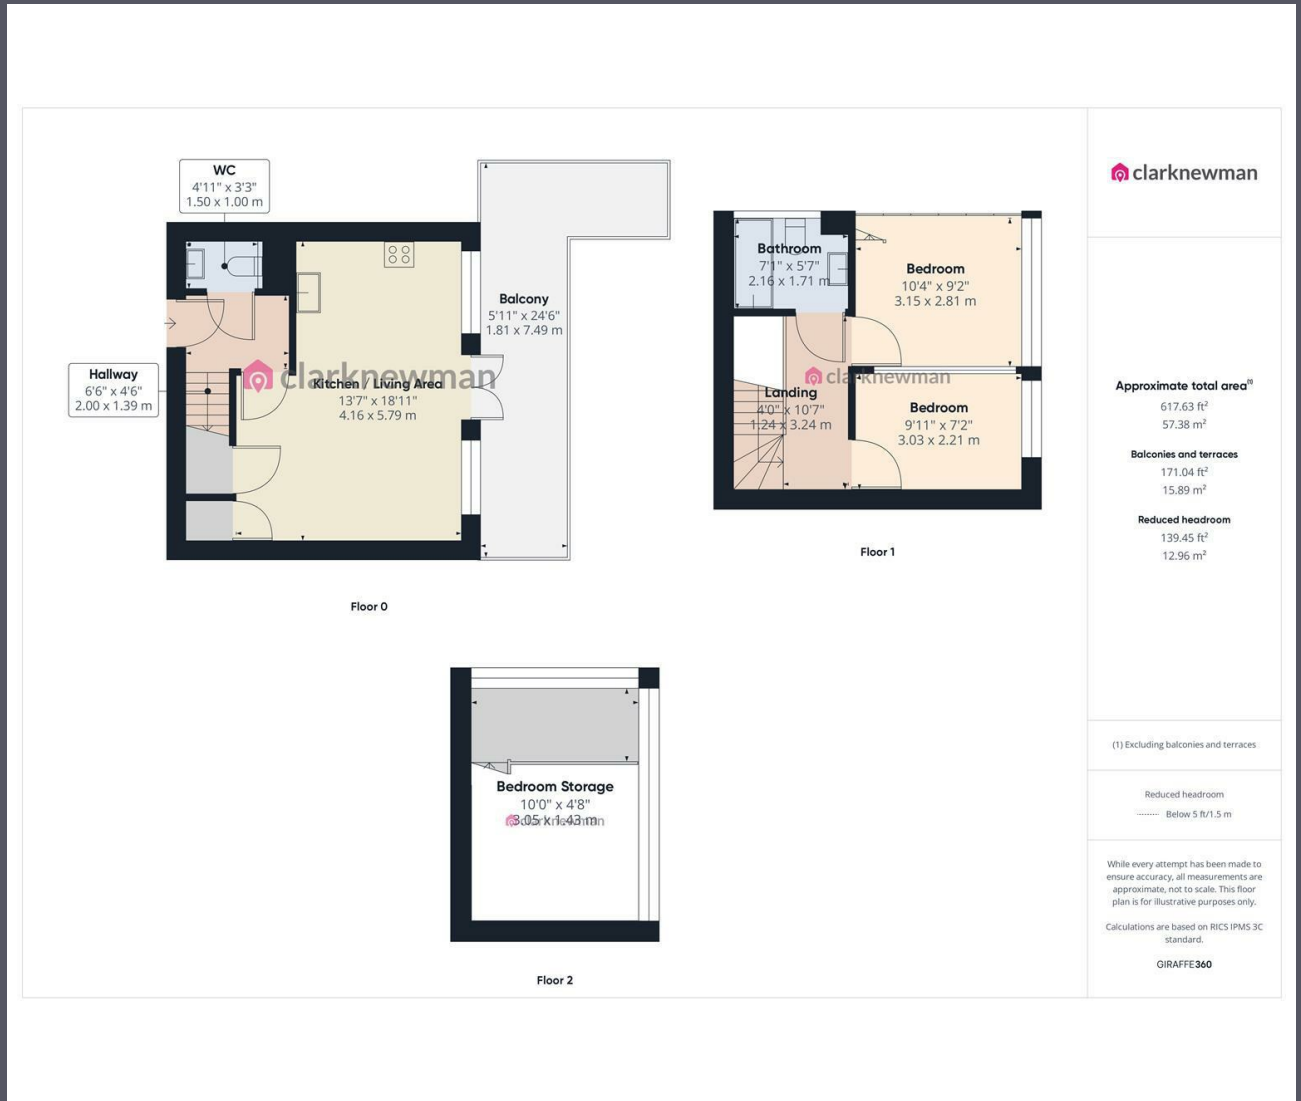 WC
4'11" x 3'3"
1.50 x 1.00 m
Hallway
6'6" x 4'6"
2.00 x 1.39 m
Kitchen / Living Area
13'7" x 18'11"
4.16 x 5.79 m
clarknewman
Balcony
5'11" x 24'6"
1.81 x 7.49 m
Floor 0
Bathroom
7'1" x 5'7"
2.16 x 1.71 m
Bedroom
10'4" x 9'2"
3.15 x 2.81 m
clarknewman
Landing
4'0" x 10'7"
1.24 x 3.24 m
Bedroom
9'11" x 7'2"
3.03 x 2.21 m
Floor 1
Bedroom Storage
10'0" x 4'8"
3.05 x 1.43 m
clarknewman
Floor 2
clarknewman
Approximate total area⁽¹⁾
617.63 ft²
57.38 m²
Balconies and terraces
171.04 ft²
15.89 m²
Reduced headroom
139.45 ft²
12.96 m²
(1) Excluding balconies and terraces
Reduced headroom
Below 5 ft/1.5 m
While every attempt has been made to
ensure accuracy, all measurements are
approximate, not to scale. This floor
plan is for illustrative purposes only.
Calculations are based on RICS IPMS 3C
standard.
GIRAFFE360